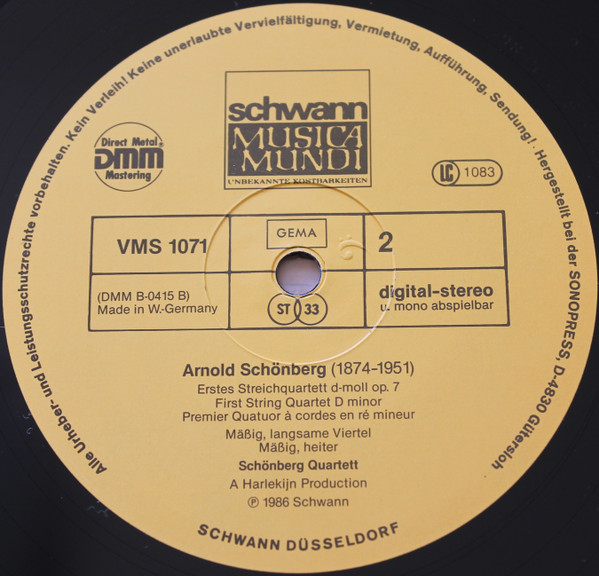 Alle Urheber- und Leistungsschutzrechte vorbehalten. Kein Verleih! Keine unerlaubte Vervielfältigung, Vermietung, Aufführung, Sendung! · Hergestellt bei der SONOPRESS, D-4830 Gütersloh
schwann
MUSICA
MUNDI
UNBEKANNTE KOSTBARKEITEN
Direct Metal
DMM
Mastering
LC 1083
VMS 1071
GEMA
2
(DMM B-0415 B)
Made in W.-Germany
ST 33
digital-stereo
u. mono abspielbar
Arnold Schönberg (1874-1951)
Erstes Streichquartett d-moll op. 7
First String Quartet D minor
Premier Quatuor à cordes en ré mineur
Mäßig, langsame Viertel
Mäßig, heiter
Schönberg Quartett
A Harlekijn Production
℗ 1986 Schwann
SCHWANN DÜSSELDORF